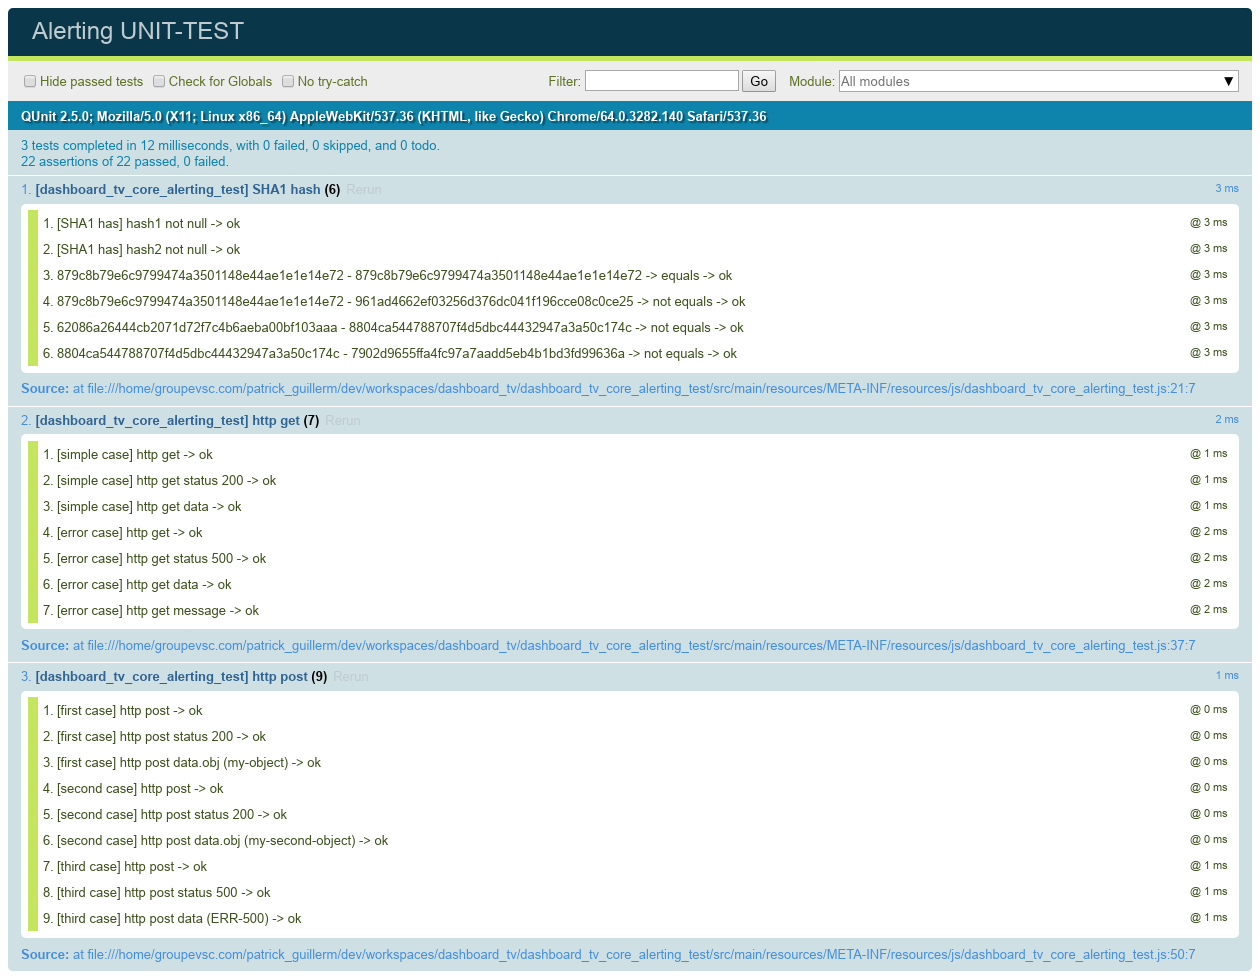 Alerting UNIT-TEST
Hide passed tests Check for Globals No try-catch Filter: Go Module: All modules ▼
QUnit 2.5.0; Mozilla/5.0 (X11; Linux x86_64) AppleWebKit/537.36 (KHTML, like Gecko) Chrome/64.0.3282.140 Safari/537.36
3 tests completed in 12 milliseconds, with 0 failed, 0 skipped, and 0 todo.
22 assertions of 22 passed, 0 failed.
1. [dashboard_tv_core_alerting_test] SHA1 hash (6) Rerun 3 ms
1. [SHA1 has] hash1 not null -> ok @ 3 ms
2. [SHA1 has] hash2 not null -> ok @ 3 ms
3. 879c8b79e6c9799474a3501148e44ae1e1e14e72 - 879c8b79e6c9799474a3501148e44ae1e1e14e72 -> equals -> ok @ 3 ms
4. 879c8b79e6c9799474a3501148e44ae1e1e14e72 - 961ad4662ef03256d376dc041f196cce08c0ce25 -> not equals -> ok @ 3 ms
5. 62086a26444cb2071d72f7c4b6aeba00bf103aaa - 8804ca544788707f4d5dbc44432947a3a50c174c -> not equals -> ok @ 3 ms
6. 8804ca544788707f4d5dbc44432947a3a50c174c - 7902d9655ffa4fc97a7aadd5eb4b1bd3fd99636a -> not equals -> ok @ 3 ms
Source: at file:///home/groupevsc.com/patrick_guillerm/dev/workspaces/dashboard_tv/dashboard_tv_core_alerting_test/src/main/resources/META-INF/resources/js/dashboard_tv_core_alerting_test.js:21:7
2. [dashboard_tv_core_alerting_test] http get (7) Rerun 2 ms
1. [simple case] http get -> ok @ 1 ms
2. [simple case] http get status 200 -> ok @ 1 ms
3. [simple case] http get data -> ok @ 1 ms
4. [error case] http get -> ok @ 2 ms
5. [error case] http get status 500 -> ok @ 2 ms
6. [error case] http get data -> ok @ 2 ms
7. [error case] http get message -> ok @ 2 ms
Source: at file:///home/groupevsc.com/patrick_guillerm/dev/workspaces/dashboard_tv/dashboard_tv_core_alerting_test/src/main/resources/META-INF/resources/js/dashboard_tv_core_alerting_test.js:37:7
3. [dashboard_tv_core_alerting_test] http post (9) Rerun 1 ms
1. [first case] http post -> ok @ 0 ms
2. [first case] http post status 200 -> ok @ 0 ms
3. [first case] http post data.obj (my-object) -> ok @ 0 ms
4. [second case] http post -> ok @ 0 ms
5. [second case] http post status 200 -> ok @ 0 ms
6. [second case] http post data.obj (my-second-object) -> ok @ 0 ms
7. [third case] http post -> ok @ 1 ms
8. [third case] http post status 500 -> ok @ 1 ms
9. [third case] http post data (ERR-500) -> ok @ 1 ms
Source: at file:///home/groupevsc.com/patrick_guillerm/dev/workspaces/dashboard_tv/dashboard_tv_core_alerting_test/src/main/resources/META-INF/resources/js/dashboard_tv_core_alerting_test.js:50:7